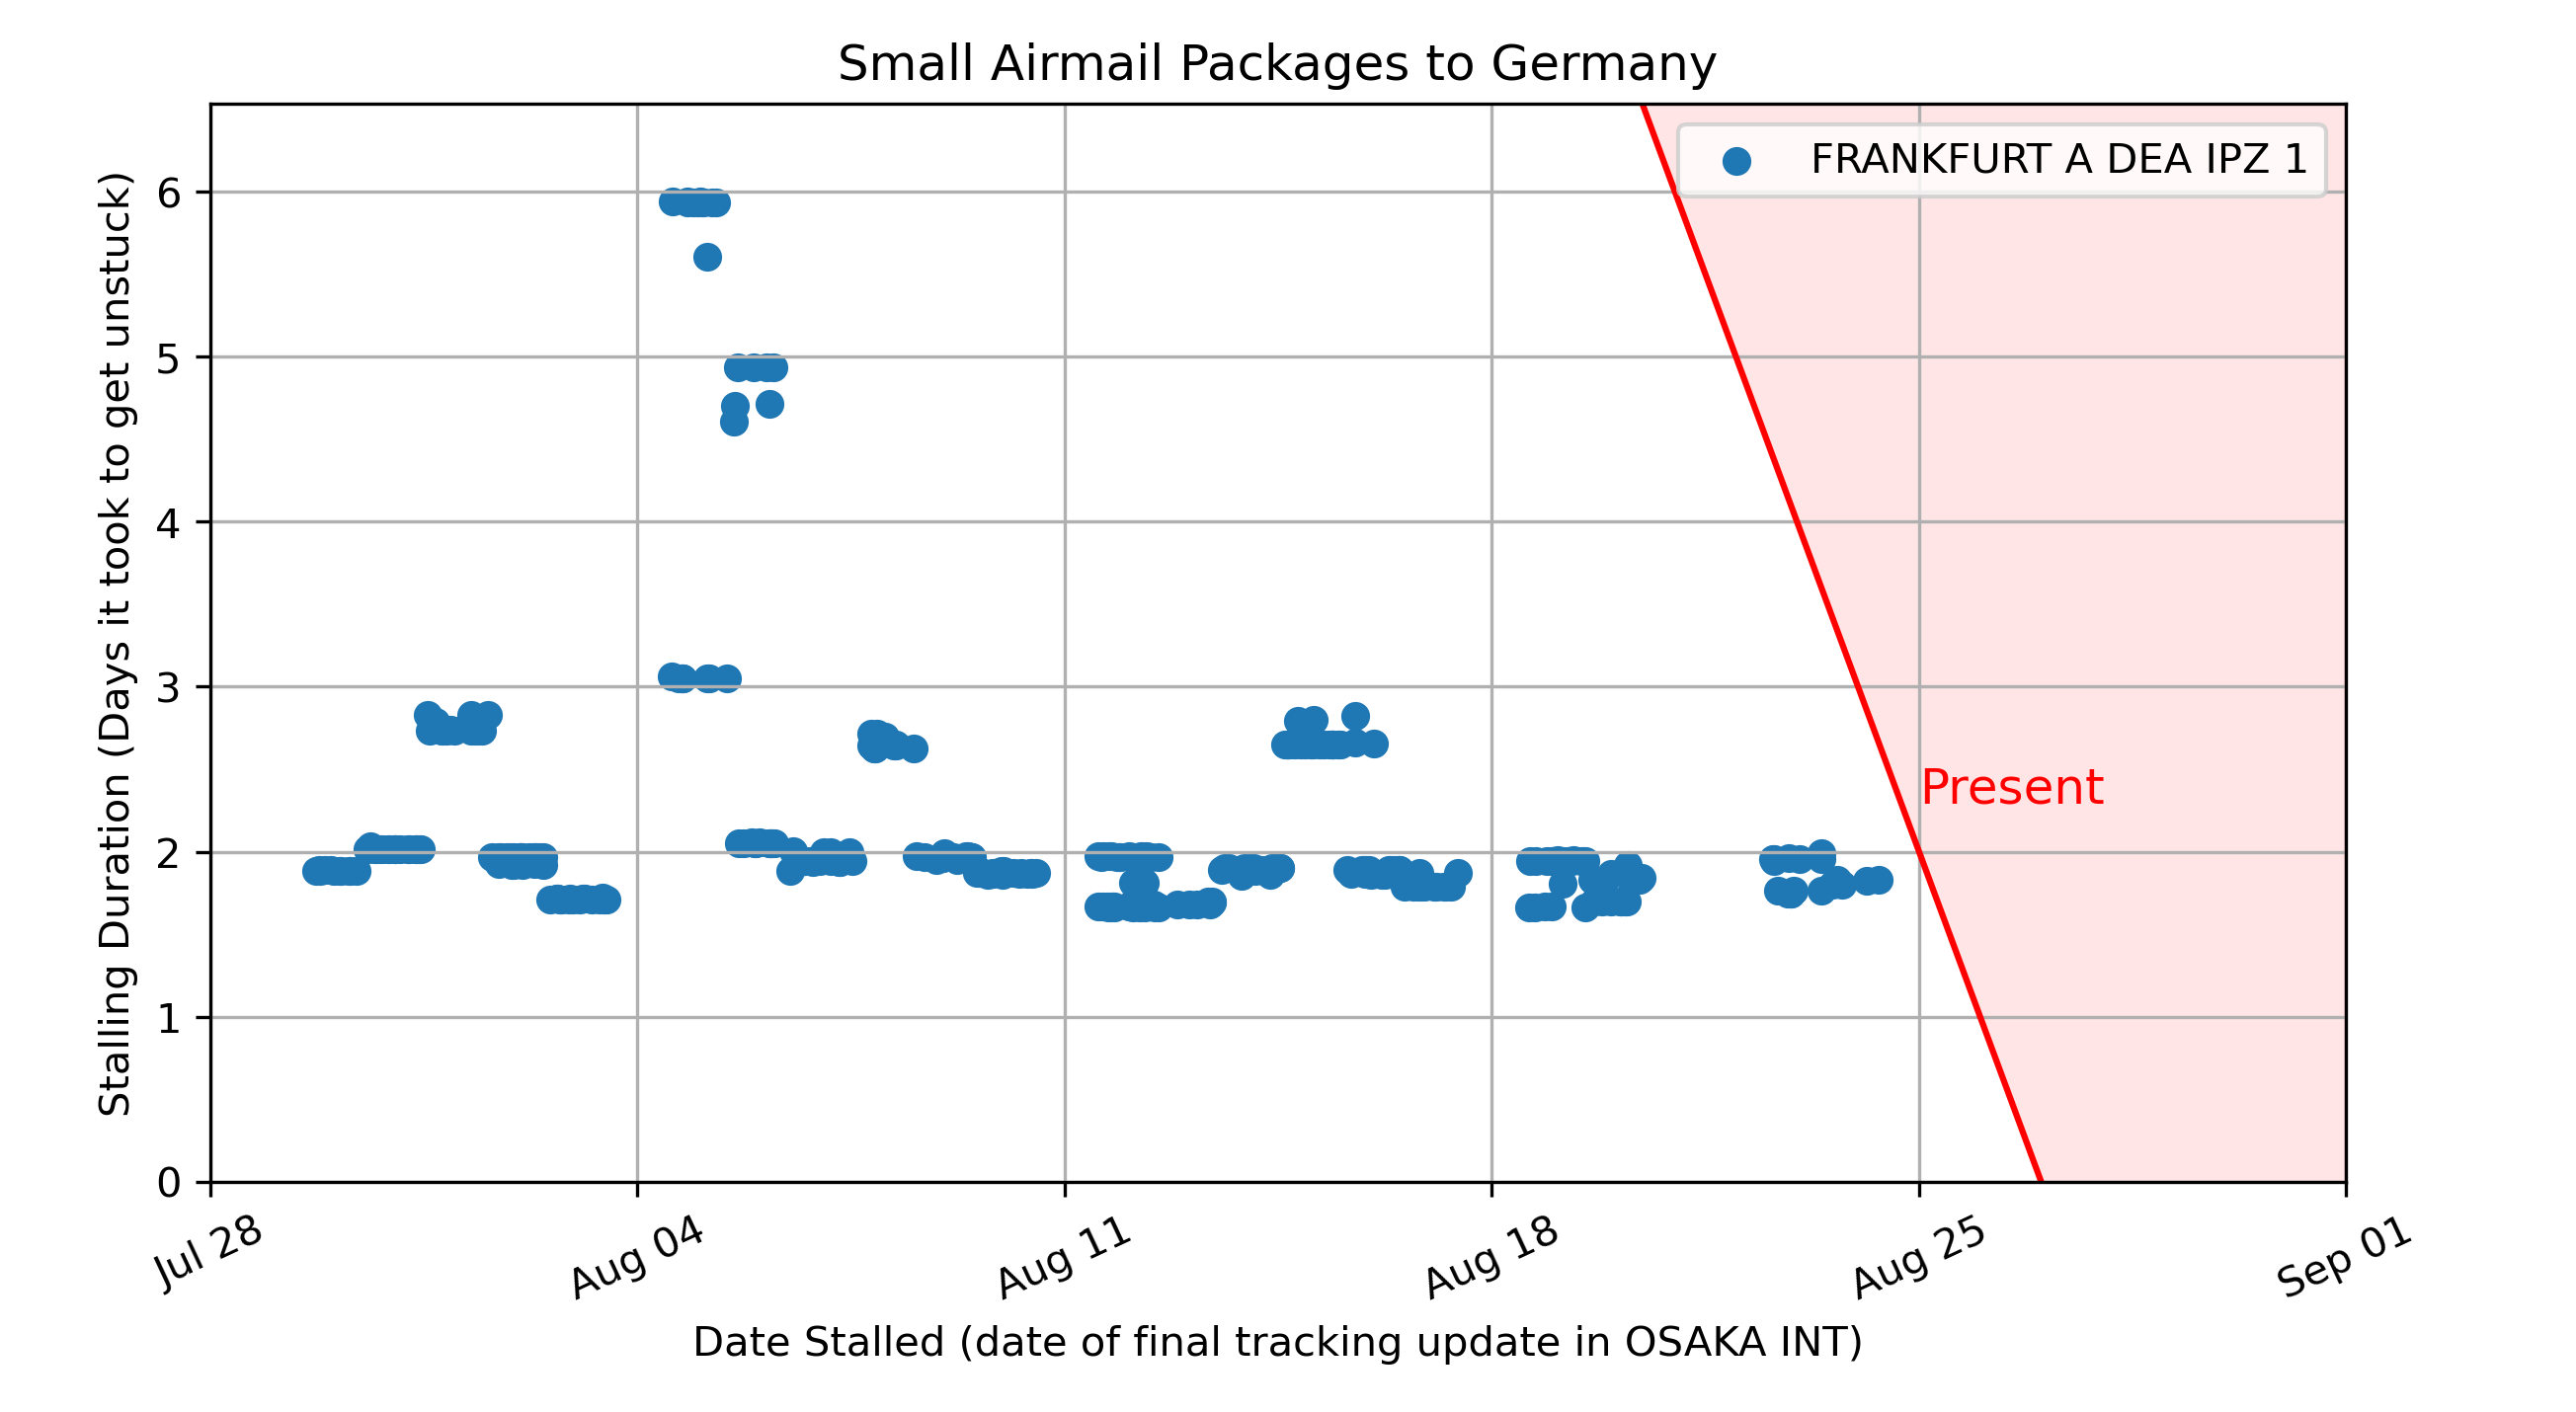 Small Airmail Packages to Germany
FRANKFURT A DEA IPZ 1
Stalling Duration (Days it took to get unstuck)
6
5
4
3
2
1
0
Present
Jul 28
Aug 04
Aug 11
Aug 18
Aug 25
Sep 01
Date Stalled (date of final tracking update in OSAKA INT)